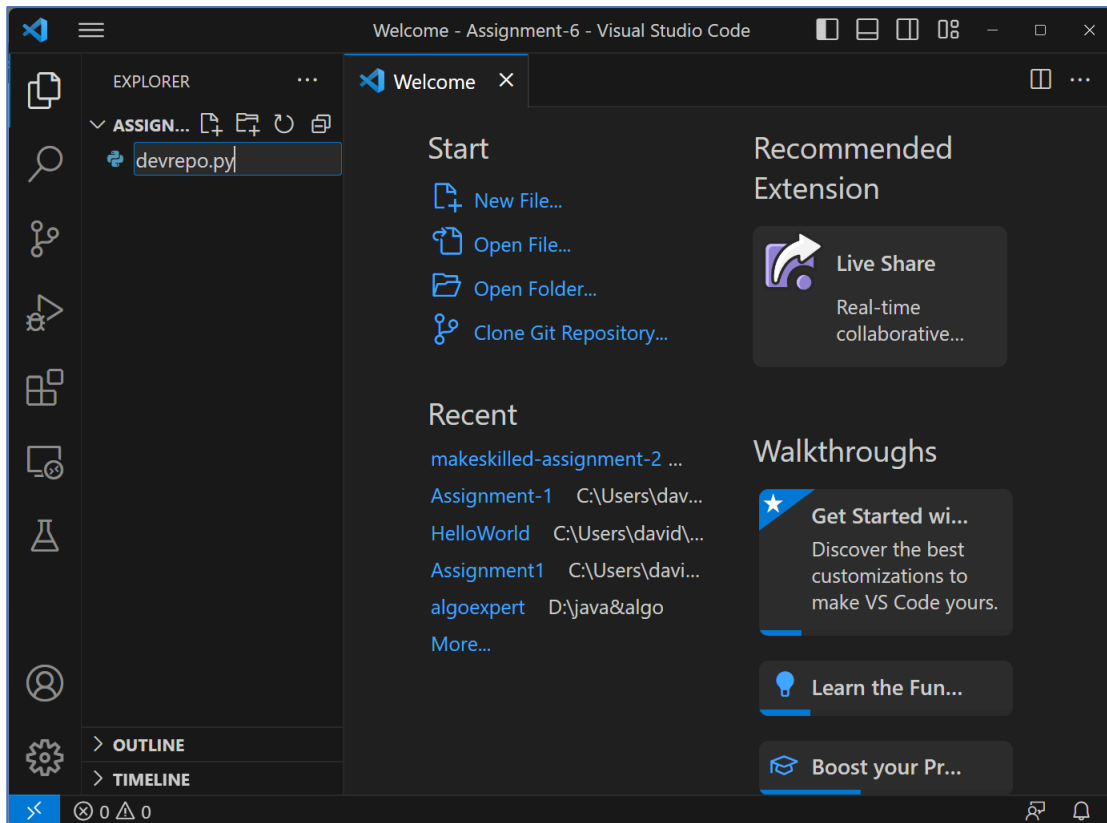 Welcome - Assignment-6 - Visual Studio Code
EXPLORER
Welcome
ASSIGN...
devrepo.py
Start
New File...
Open File...
Open Folder...
Clone Git Repository...
Recent
makeskilled-assignment-2 ...
Assignment-1 C:\Users\dav...
HelloWorld C:\Users\david\...
Assignment1 C:\Users\davi...
algoexpert D:\java&algo
More...
Recommended
Extension
Live Share
Real-time
collaborative...
Walkthroughs
Get Started wi...
Discover the best
customizations to
make VS Code yours.
Learn the Fun...
Boost your Pr...
OUTLINE
TIMELINE
0 0